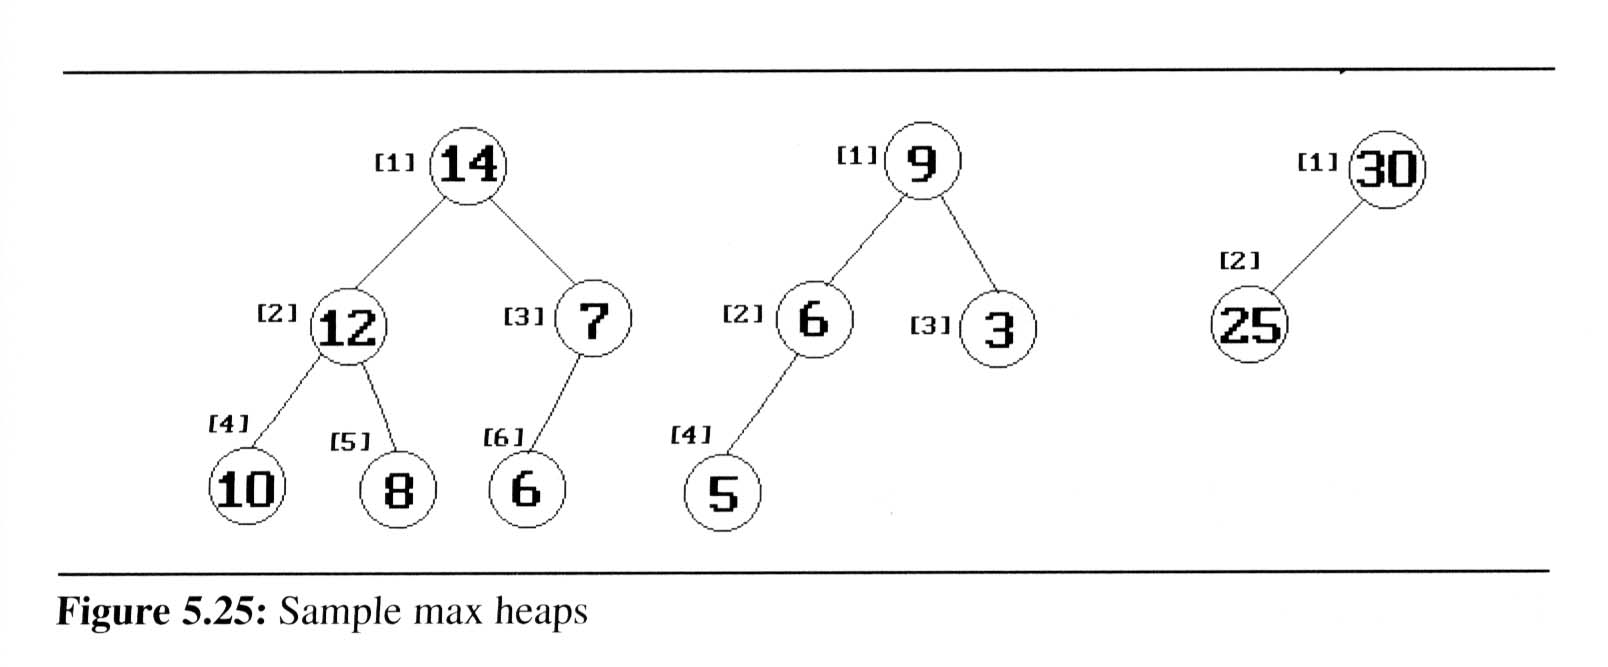 [1] 14 [1] 9 [1] 30
[2] 12 [3] 7 [2] 6 [3] 3 [2] 25
[4] 10 [5] 8 [6] 6 [4] 5
Figure 5.25: Sample max heaps